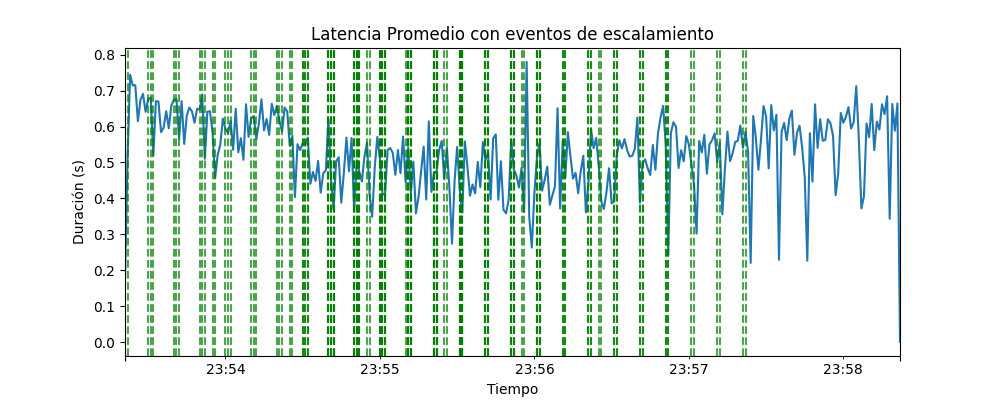 Latencia Promedio con eventos de escalamiento
Duración (s)
0.8
0.7
0.6
0.5
0.4
0.3
0.2
0.1
0.0
23:54 23:55 23:56 23:57 23:58
Tiempo